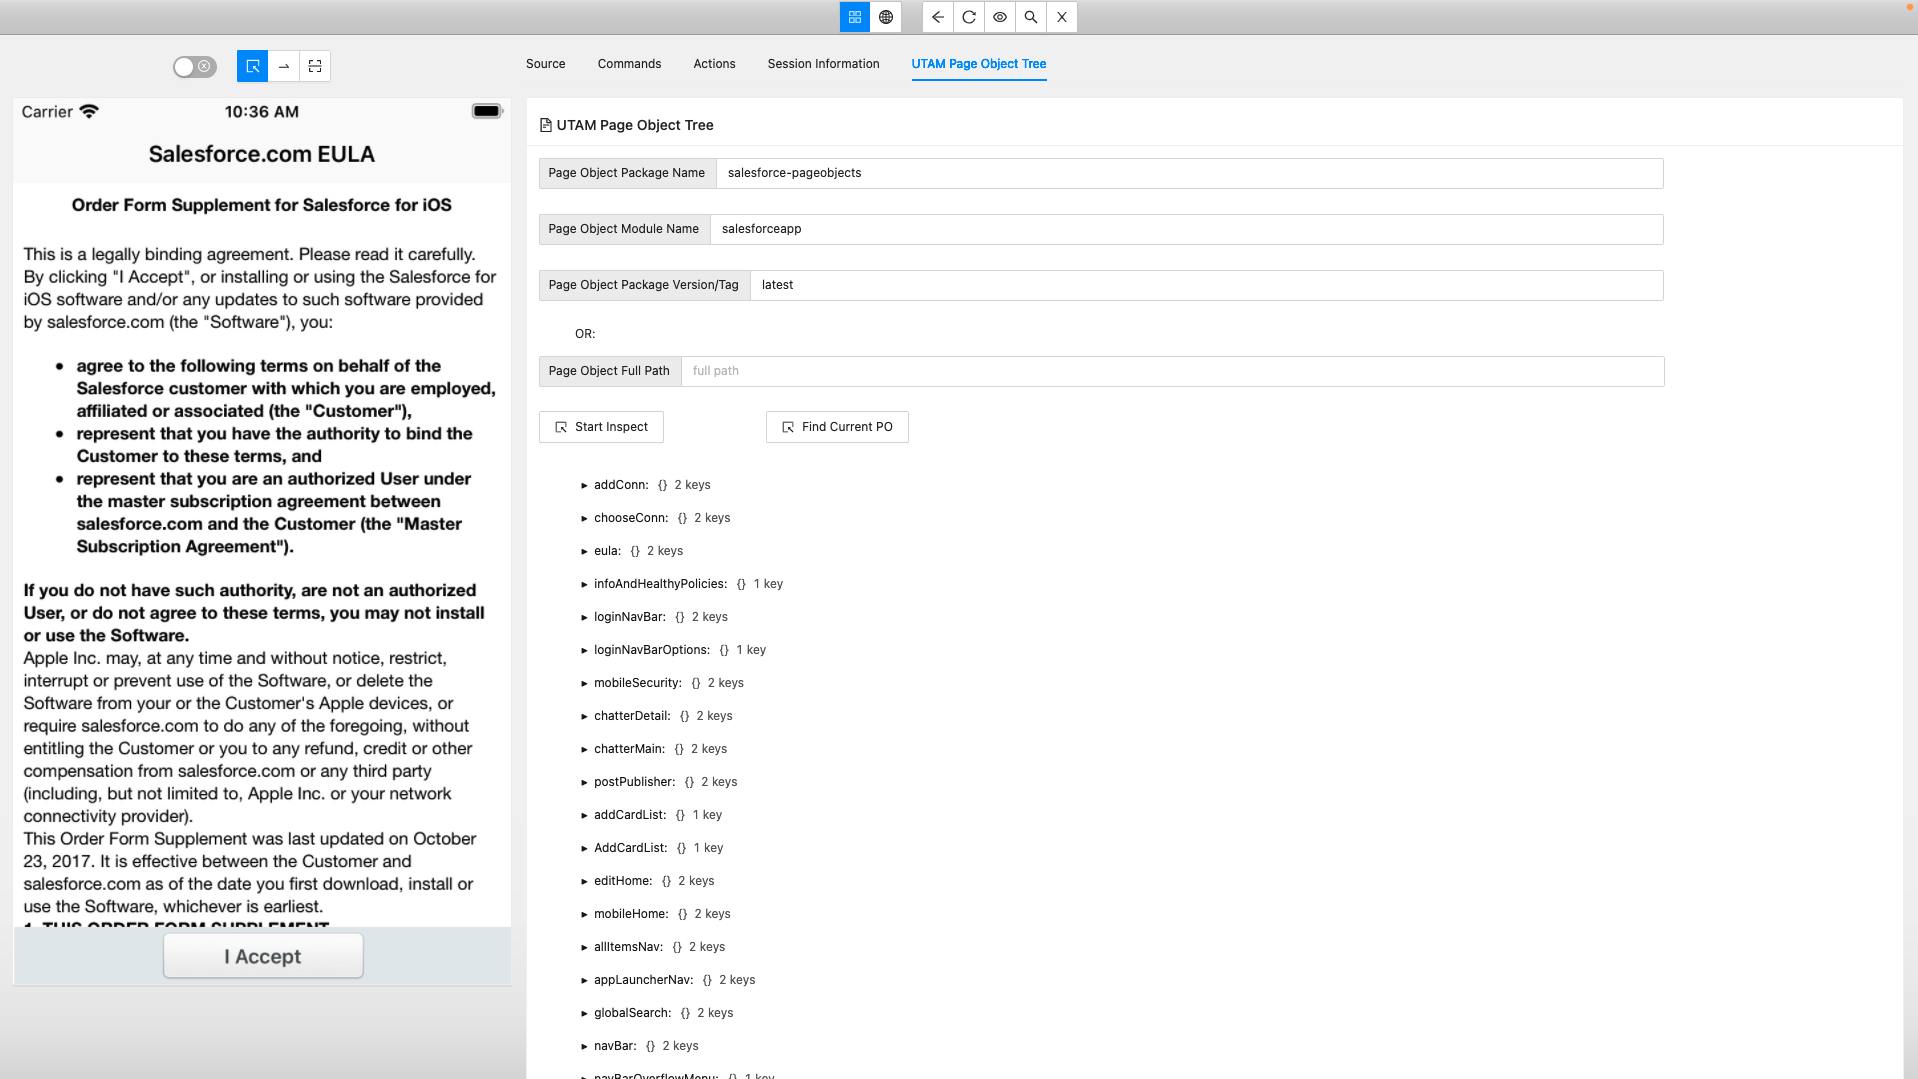 Source
Commands
Actions
Session Information
UTAM Page Object Tree
Carrier
10:36 AM
Salesforce.com EULA
Order Form Supplement for Salesforce for iOS
This is a legally binding agreement. Please read it carefully.
By clicking "I Accept", or installing or using the Salesforce for
iOS software and/or any updates to such software provided
by salesforce.com (the "Software"), you:
• agree to the following terms on behalf of the
Salesforce customer with which you are employed,
affiliated or associated (the "Customer"),
• represent that you have the authority to bind the
Customer to these terms, and
• represent that you are an authorized User under
the master subscription agreement between
salesforce.com and the Customer (the "Master
Subscription Agreement").
If you do not have such authority, are not an authorized
User, or do not agree to these terms, you may not install
or use the Software.
Apple Inc. may, at any time and without notice, restrict,
interrupt or prevent use of the Software, or delete the
Software from your or the Customer's Apple devices, or
require salesforce.com to do any of the foregoing, without
entitling the Customer or you to any refund, credit or other
compensation from salesforce.com or any third party
(including, but not limited to, Apple Inc. or your network
connectivity provider).
This Order Form Supplement was last updated on October
23, 2017. It is effective between the Customer and
salesforce.com as of the date you first download, install or
use the Software, whichever is earliest.
1. THIS ORDER FORM SUPPLEMENT
I Accept
UTAM Page Object Tree
Page Object Package Name salesforce-pageobjects
Page Object Module Name salesforceapp
Page Object Package Version/Tag latest
OR:
Page Object Full Path full path
Start Inspect
Find Current PO
addConn: {} 2 keys
chooseConn: {} 2 keys
eula: {} 2 keys
infoAndHealthyPolicies: {} 1 key
loginNavBar: {} 2 keys
loginNavBarOptions: {} 1 key
mobileSecurity: {} 2 keys
chatterDetail: {} 2 keys
chatterMain: {} 2 keys
postPublisher: {} 2 keys
addCardList: {} 1 key
AddCardList: {} 1 key
editHome: {} 2 keys
mobileHome: {} 2 keys
allItemsNav: {} 2 keys
appLauncherNav: {} 2 keys
globalSearch: {} 2 keys
navBar: {} 2 keys
navBarOverflowMenu: {} 1 key